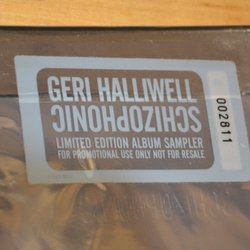 GERI HALLIWELL
SCHIZOPHONIC
LIMITED EDITION ALBUM SAMPLER
FOR PROMOTIONAL USE ONLY NOT FOR RESALE
002811